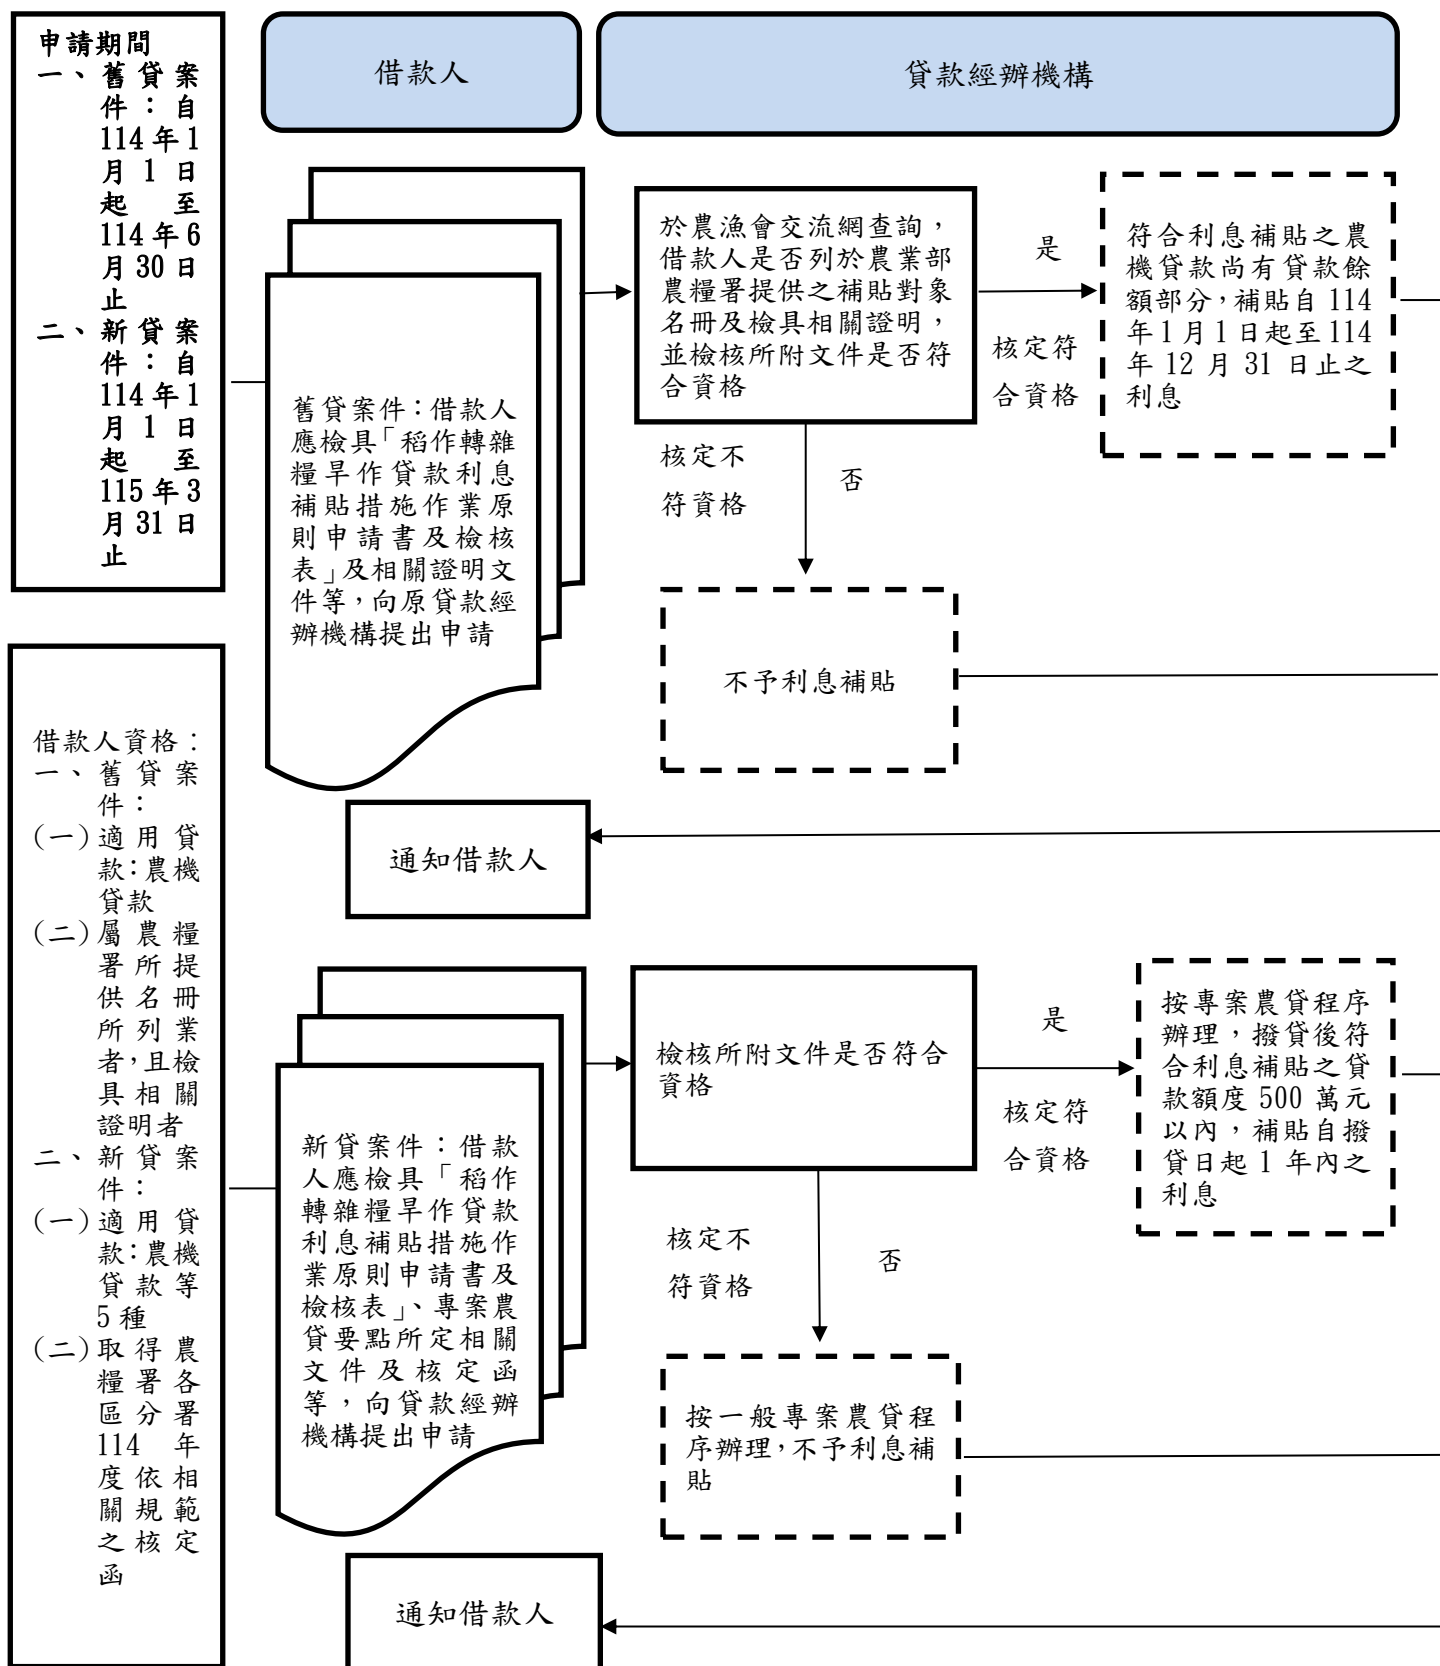 申請期間
一、舊貸案
件：自
114年1
月1日
起至
114年6
月30日
止
二、新貸案
件：自
114年1
月1日
起至
115年3
月31日
止
借款人
貸款經辦機構
舊貸案件：借款人
應檢具「稻作轉雜
糧旱作貸款利息
補貼措施作業原
則申請書及檢核
表」及相關證明文
件等，向原貸款經
辦機構提出申請
於農漁會交流網查詢，
借款人是否列於農業部
農糧署提供之補貼對象
名冊及檢具相關證明，
並檢核所附文件是否符
合資格
是
核定符
合資格
符合利息補貼之農
機貸款尚有貸款餘
額部分，補貼自114
年1月1日起至114
年12月31日止之
利息
核定不
符資格
否
不予利息補貼
通知借款人
借款人資格：
一、舊貸案
件：
(一)適用貸
款：農機
貸款
(二)屬農糧
署所提
供名冊
所列業
者，且檢
具相關
證明者
二、新貸案
件：
(一)適用貸
款：農機
貸款等
5種
(二)取得農
糧署各
區分署
114年
度依相
關規範
之核定
函
新貸案件：借款
人應檢具「稻作
轉雜糧旱作貸款
利息補貼措施作
業原則申請書及
檢核表」、專案農
貸要點所定相關
文件及核定函
等，向貸款經辦
機構提出申請
檢核所附文件是否符合
資格
是
核定符
合資格
按專案農貸程序
辦理，撥貸後符
合利息補貼之貸
款額度500萬元
以內，補貼自撥
貸日起1年內之
利息
核定不
符資格
否
按一般專案農貸程
序辦理，不予利息補
貼
通知借款人